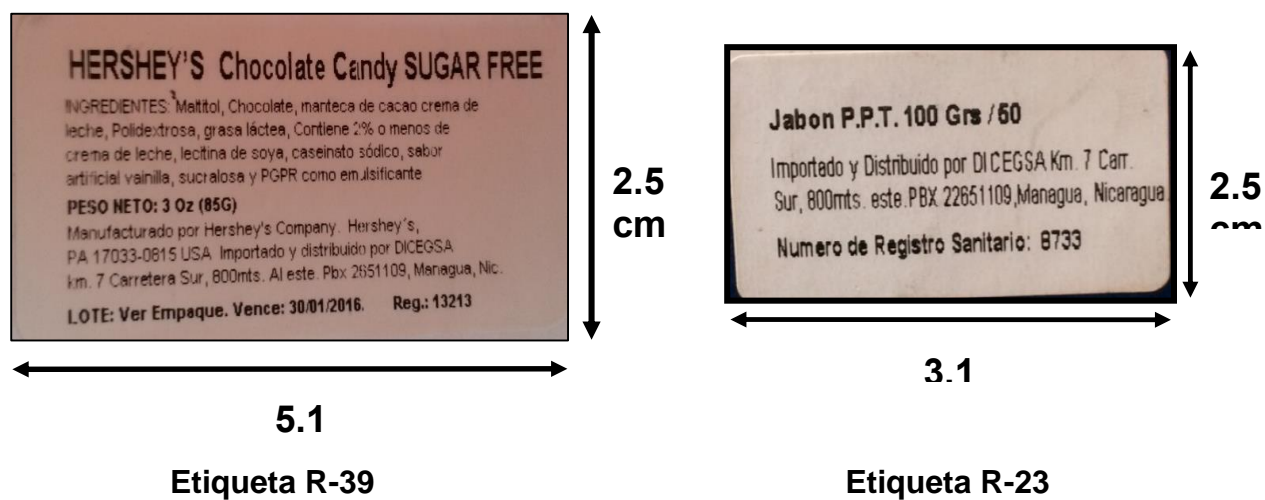 HERSHEY'S Chocolate Candy SUGAR FREE
INGREDIENTES: Maltitol, Chocolate, manteca de cacao crema de
leche, Polidextrosa, grasa láctea, Contiene 2% o menos de
crema de leche, lecitina de soya, caseinato sódico, sabor
artificial vainilla, sucralosa y PGPR como emulsificante
PESO NETO: 3 Oz (85G)
Manufacturado por Hershey's Company. Hershey´s,
PA 17033-0815 USA Importado y distribuido por DICEGSA
km. 7 Carretera Sur, 800mts. Al este. Pbx 2651109, Managua, Nic.
LOTE: Ver Empaque. Vence: 30/01/2016. Reg.: 13213
2.5
cm
5.1
Etiqueta R-39
Jabon P.P.T. 100 Grs /50
Importado y Distribuido por DICEGSA Km. 7 Carr.
Sur, 800mts. este.PBX 22651109,Managua, Nicaragua
Numero de Registro Sanitario: 8733
2.5
cm
3.1
Etiqueta R-23